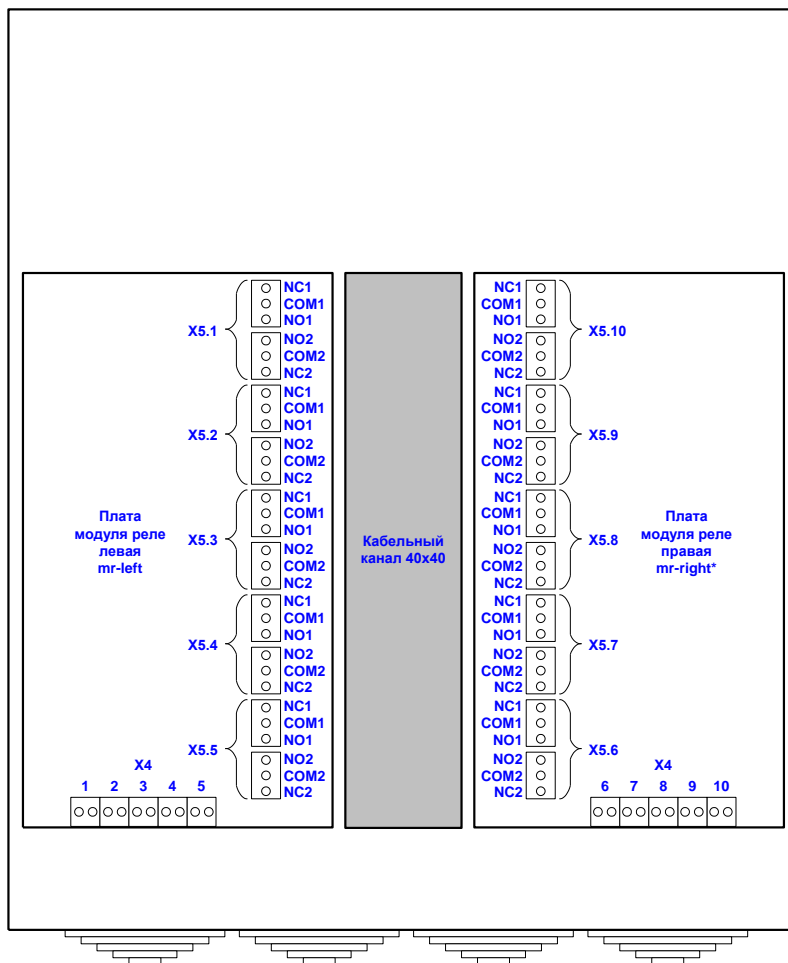 NC1
COM1
NO1
X5.1
NO2
COM2
NC2
NC1
COM1
NO1
X5.2
NO2
COM2
NC2
NC1
COM1
NO1
X5.3
NO2
COM2
NC2
NC1
COM1
NO1
X5.4
NO2
COM2
NC2
NC1
COM1
NO1
X5.5
NO2
COM2
NC2
Плата
модуля реле
левая
mr-left
X4
1 2 3 4 5
Кабельный
канал 40x40
NC1
COM1
NO1
X5.10
NO2
COM2
NC2
NC1
COM1
NO1
X5.9
NO2
COM2
NC2
NC1
COM1
NO1
X5.8
NO2
COM2
NC2
NC1
COM1
NO1
X5.7
NO2
COM2
NC2
NC1
COM1
NO1
X5.6
NO2
COM2
NC2
Плата
модуля реле
правая
mr-right*
X4
6 7 8 9 10